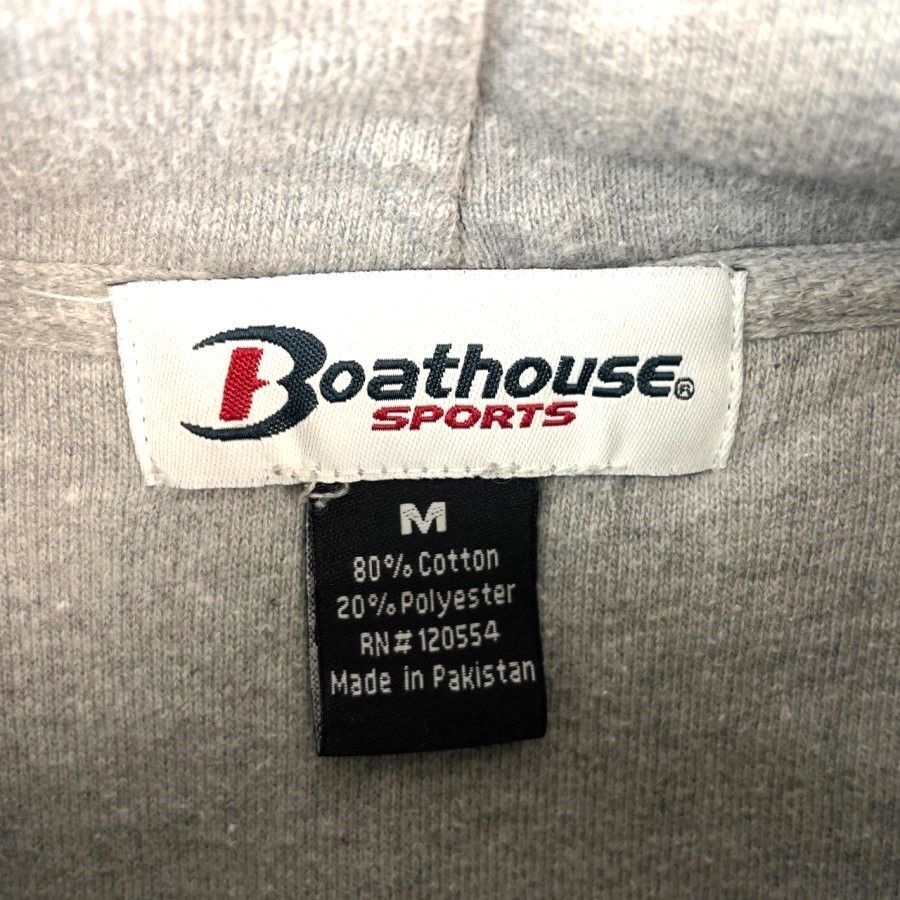 Boathouse®
SPORTS
M
80% Cotton
20% Polyester
RN# 120554
Made in Pakistan